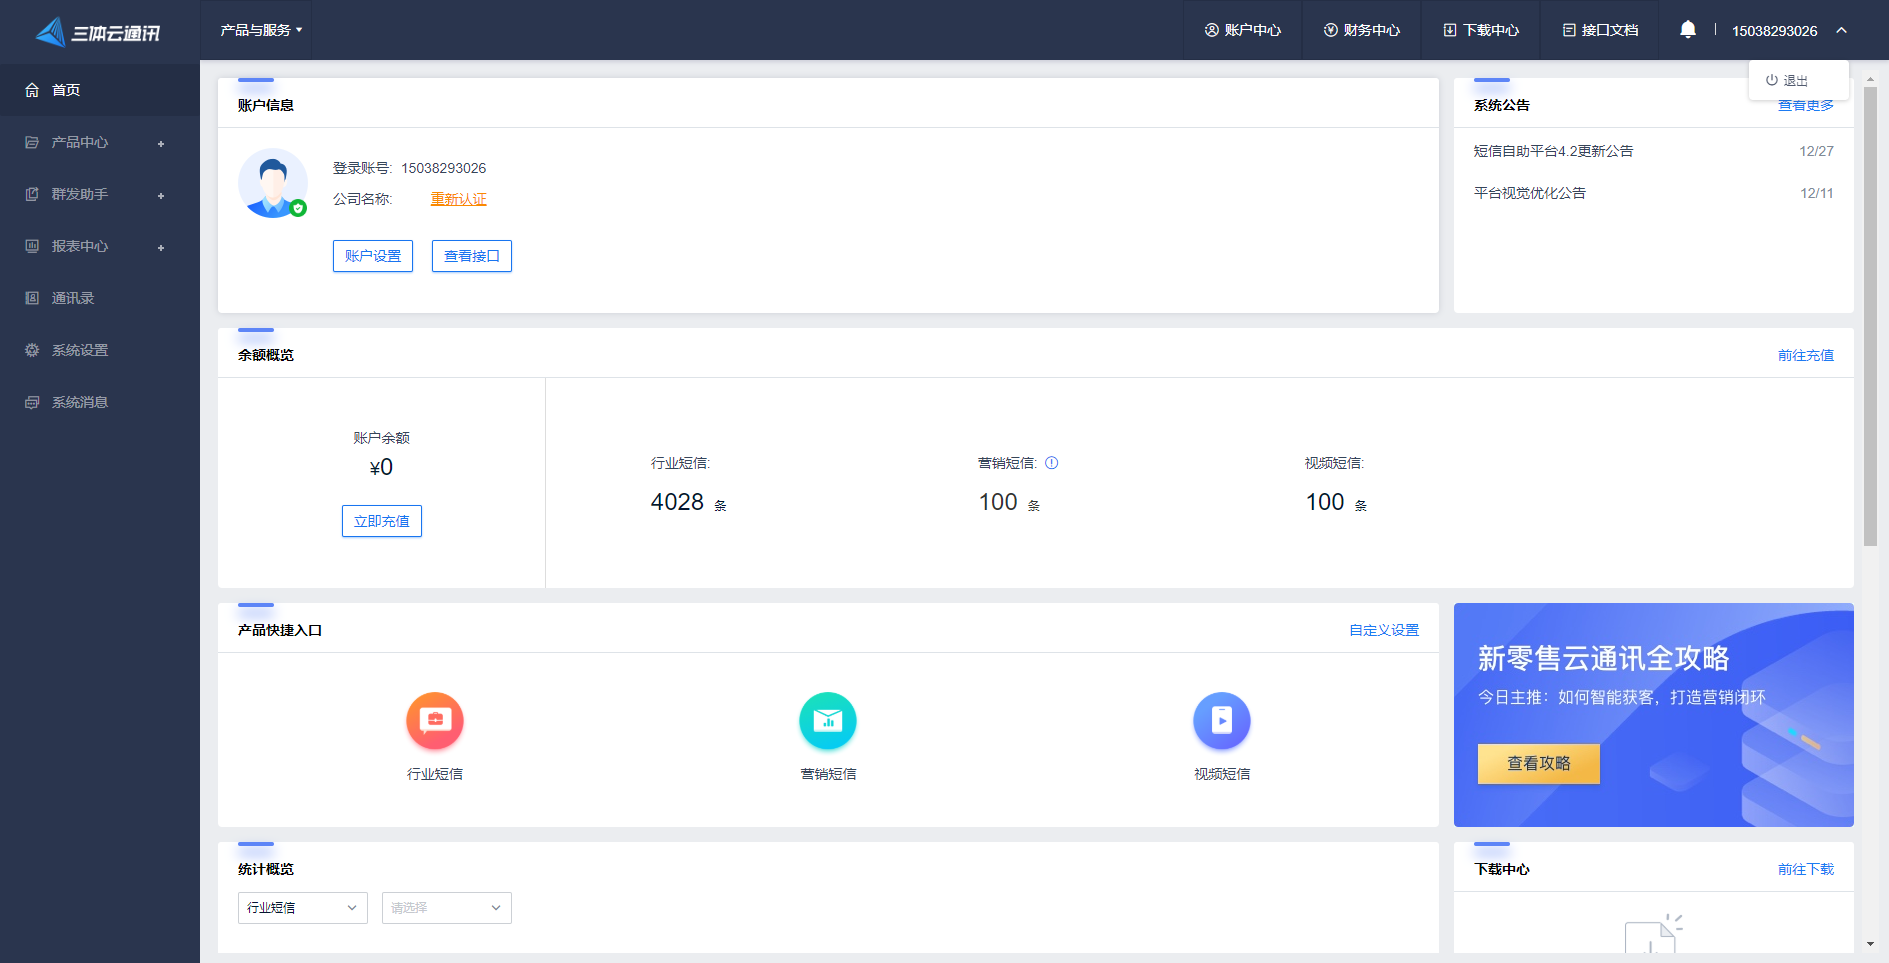 三体云通讯
产品与服务
账户中心
财务中心
下载中心
接口文档
15038293026
退出
首页
产品中心
群发助手
报表中心
通讯录
系统设置
系统消息
账户信息
登录账号: 15038293026
公司名称: 重新认证
账户设置
查看接口
系统公告
查看更多
短信自助平台4.2更新公告 12/27
平台视觉优化公告 12/11
余额概览
前往充值
账户余额
¥0
立即充值
行业短信:
4028 条
营销短信:
100 条
视频短信:
100 条
产品快捷入口
自定义设置
行业短信
营销短信
视频短信
新零售云通讯全攻略
今日主推：如何智能获客，打造营销闭环
查看攻略
统计概览
行业短信
请选择
下载中心
前往下载